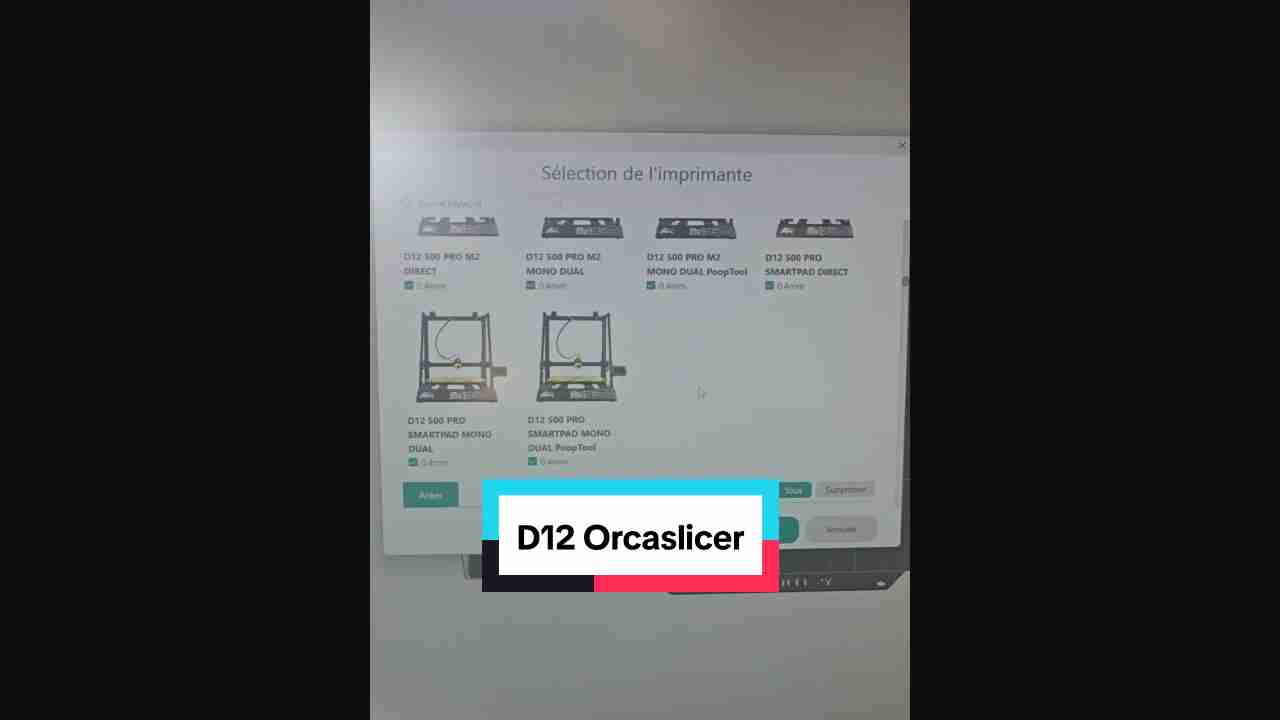 Sélection de l'imprimante
D12 500 PRO M2
DIRECT
0.4mm
D12 500 PRO M2
MONO DUAL
0.4mm
D12 500 PRO M2
MONO DUAL PoopTool
0.4mm
D12 500 PRO
SMARTPAD DIRECT
0.4mm
D12 500 PRO
SMARTPAD MONO
DUAL
0.4mm
D12 500 PRO
SMARTPAD MONO
DUAL PoopTool
0.4mm
Tous
Supprimer
Annuler
D12 Orcaslicer